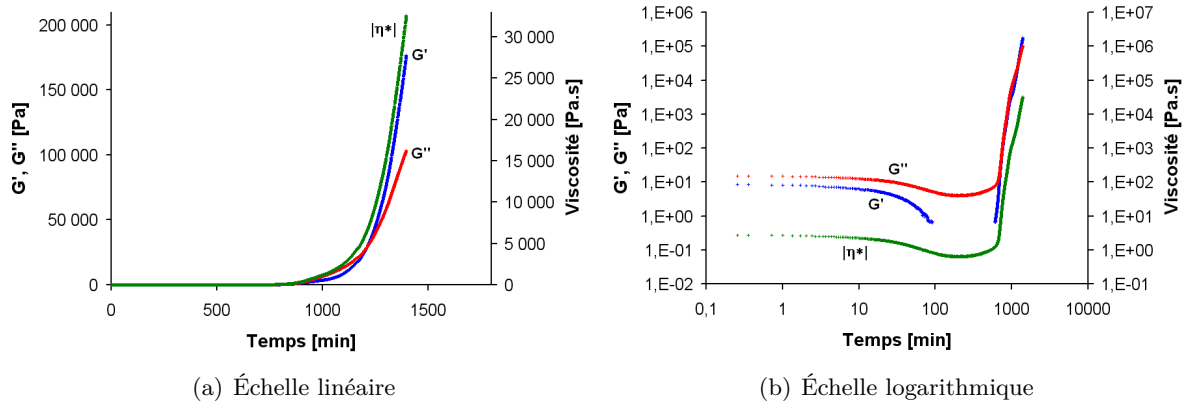 200 000
150 000
100 000
50 000
0
G', G'' [Pa]
0
500
1000
1500
Temps [min]
30 000
25 000
20 000
15 000
10 000
5 000
0
Viscosité [Pa.s]
|η*|
G'
G''
(a) Échelle linéaire
1,E+06
1,E+05
1,E+04
1,E+03
1,E+02
1,E+01
1,E+00
1,E-01
1,E-02
G', G'' [Pa]
0,1
1
10
100
1000
10000
Temps [min]
1,E+07
1,E+06
1,E+05
1,E+04
1,E+03
1,E+02
1,E+01
1,E+00
1,E-01
Viscosité [Pa.s]
G''
G'
|η*|
(b) Échelle logarithmique